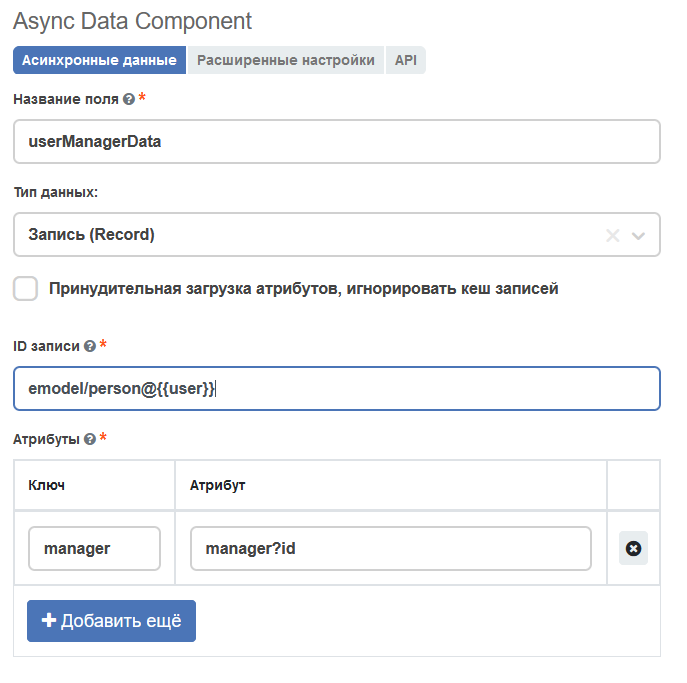 Async Data Component
Асинхронные данные Расширенные настройки API
Название поля *
userManagerData
Тип данных:
Запись (Record)
Принудительная загрузка атрибутов, игнорировать кеш записей
ID записи *
emodel/person@{{user}}
Атрибуты *
Ключ Атрибут
manager manager?id
Добавить ещё